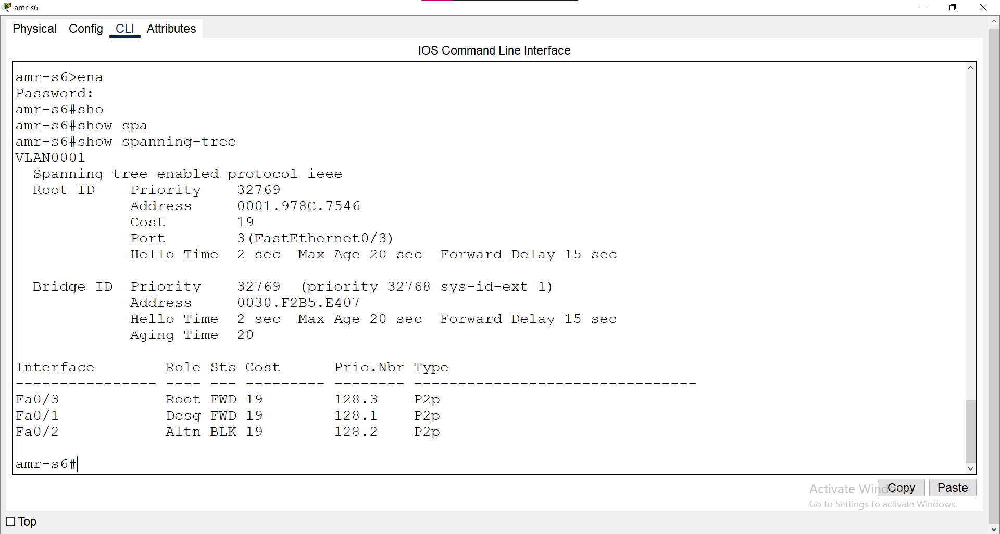 amr-s6
Physical Config CLI Attributes
IOS Command Line Interface
amr-s6>ena
Password:
amr-s6#sho
amr-s6#show spa
amr-s6#show spanning-tree
VLAN0001
  Spanning tree enabled protocol ieee
  Root ID    Priority    32769
             Address     0001.978C.7546
             Cost        19
             Port        3(FastEthernet0/3)
             Hello Time  2 sec  Max Age 20 sec  Forward Delay 15 sec

  Bridge ID  Priority    32769  (priority 32768 sys-id-ext 1)
             Address     0030.F2B5.E407
             Hello Time  2 sec  Max Age 20 sec  Forward Delay 15 sec
             Aging Time  20

Interface        Role Sts Cost      Prio.Nbr Type
---------------- ---- --- --------- -------- --------------------------------
Fa0/3            Root FWD 19        128.3    P2p
Fa0/1            Desg FWD 19        128.1    P2p
Fa0/2            Altn BLK 19        128.2    P2p

amr-s6#
Activate Windows
Copy Paste
Go to Settings to activate Windows.
Top